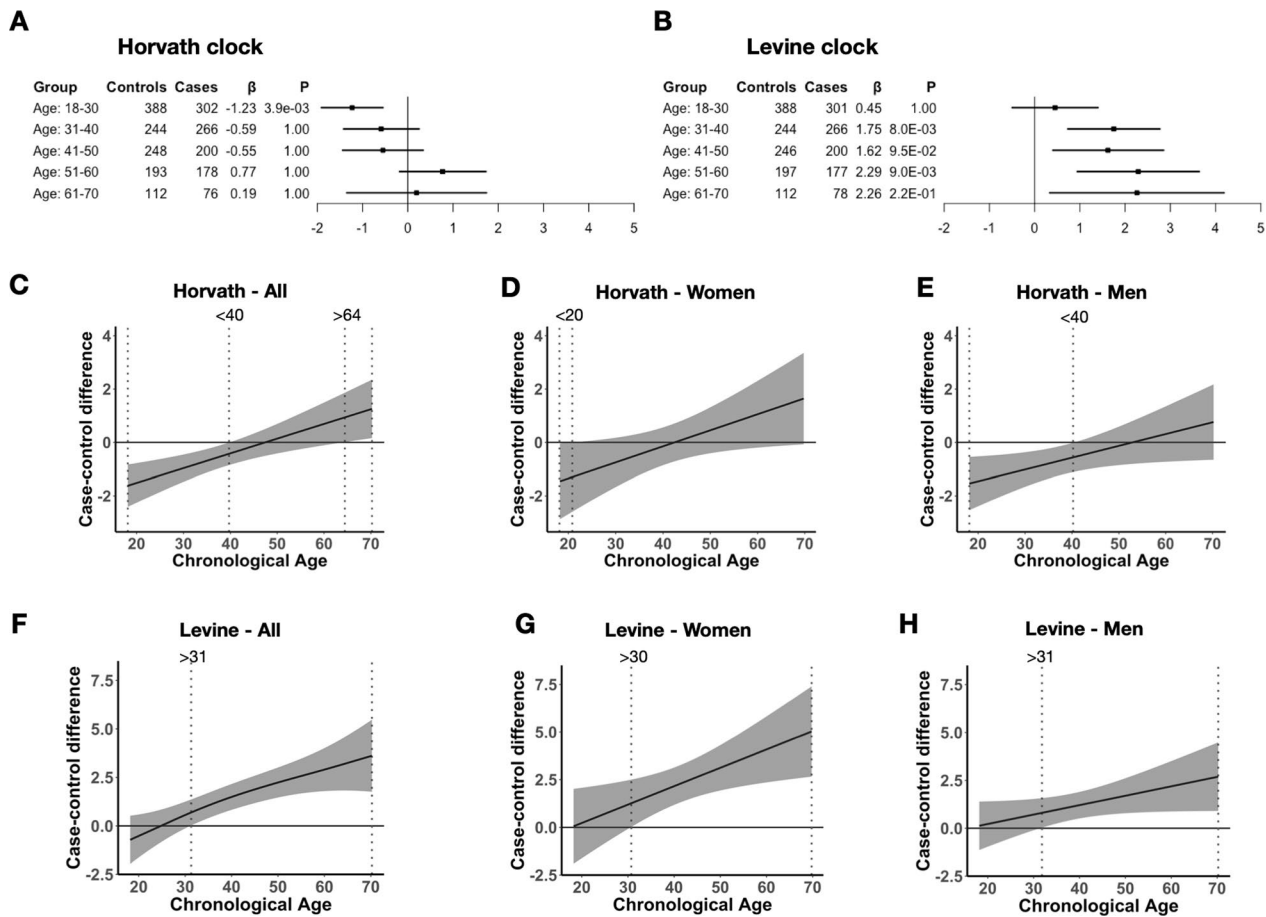 A
Horvath clock
Group Controls Cases β P
Age: 18-30 388 302 -1.23 3.9e-03
Age: 31-40 244 266 -0.59 1.00
Age: 41-50 248 200 -0.55 1.00
Age: 51-60 193 178 0.77 1.00
Age: 61-70 112 76 0.19 1.00
-2 -1 0 1 2 3 4 5
B
Levine clock
Group Controls Cases β P
Age: 18-30 388 301 0.45 1.00
Age: 31-40 244 266 1.75 8.0E-03
Age: 41-50 246 200 1.62 9.5E-02
Age: 51-60 197 177 2.29 9.0E-03
Age: 61-70 112 78 2.26 2.2E-01
-2 -1 0 1 2 3 4 5
C
Horvath - All
<40 >64
Case-control difference
4
2
0
-2
20 30 40 50 60 70
Chronological Age
D
Horvath - Women
<20
Case-control difference
4
2
0
-2
20 30 40 50 60 70
Chronological Age
E
Horvath - Men
<40
Case-control difference
4
2
0
-2
20 30 40 50 60 70
Chronological Age
F
Levine - All
>31
Case-control difference
7.5
5.0
2.5
0.0
-2.5
20 30 40 50 60 70
Chronological Age
G
Levine - Women
>30
Case-control difference
7.5
5.0
2.5
0.0
-2.5
20 30 40 50 60 70
Chronological Age
H
Levine - Men
>31
Case-control difference
7.5
5.0
2.5
0.0
-2.5
20 30 40 50 60 70
Chronological Age